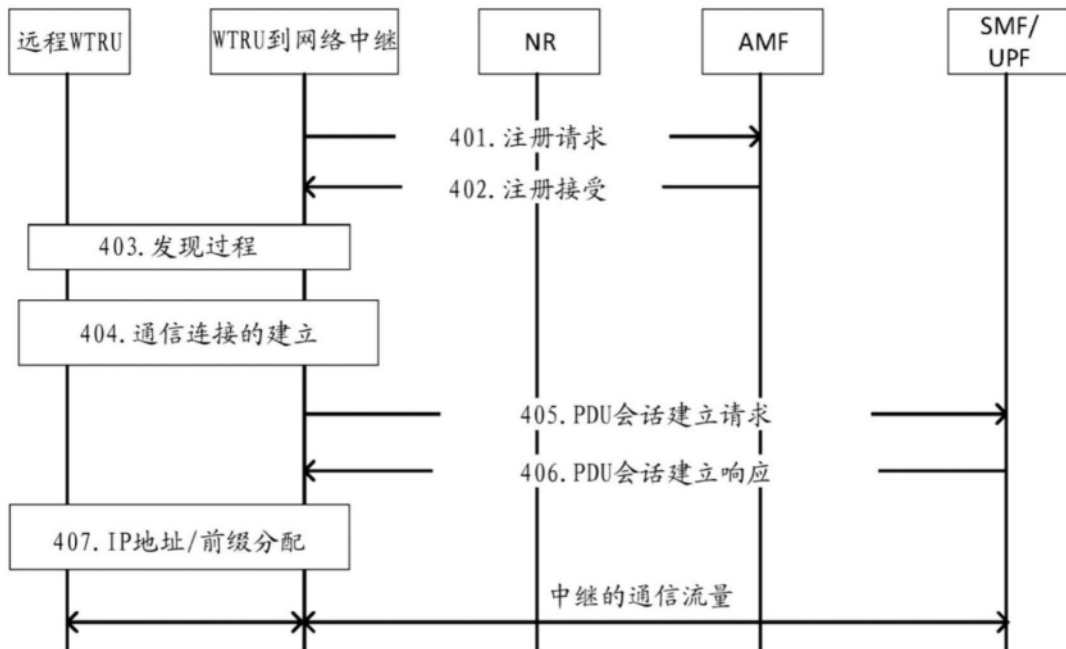 远程WTRU
WTRU到网络中继
NR
AMF
SMF/
UPF
401.注册请求
402.注册接受
403.发现过程
404.通信连接的建立
405.PDU会话建立请求
406.PDU会话建立响应
407.IP地址/前缀分配
中继的通信流量